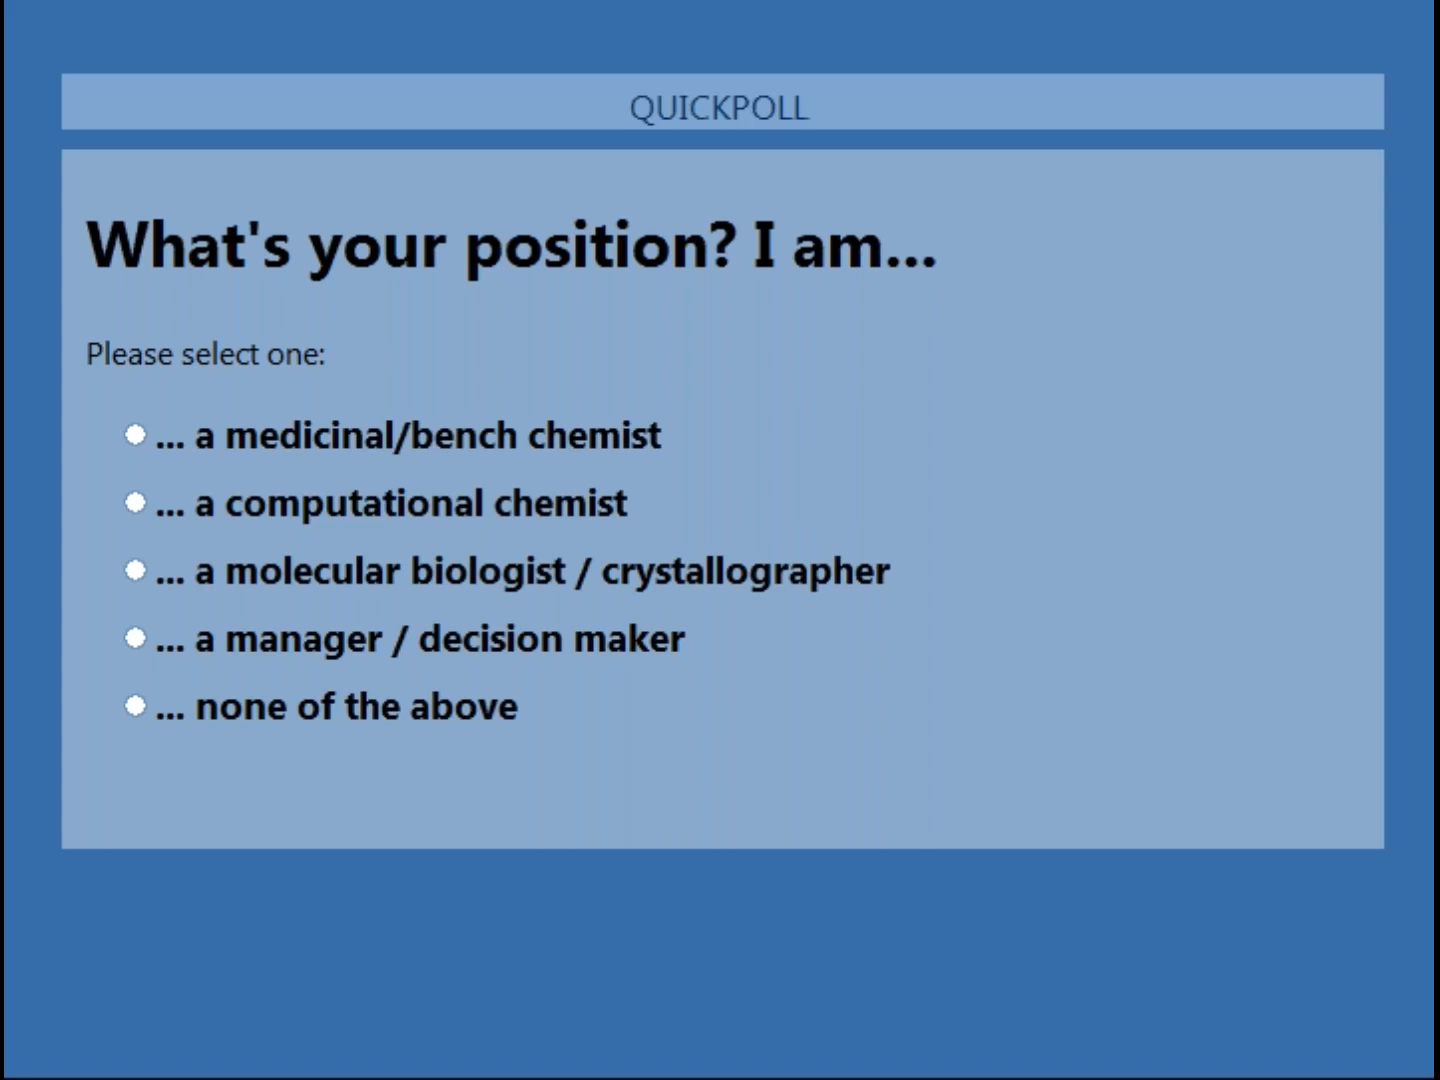 QUICKPOLL
What's your position? I am...
Please select one:
... a medicinal/bench chemist
... a computational chemist
... a molecular biologist / crystallographer
... a manager / decision maker
... none of the above